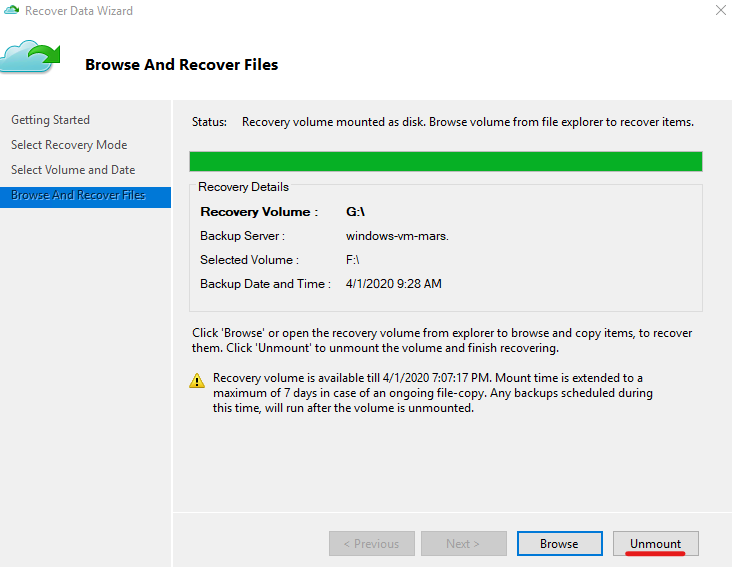 Recover Data Wizard
Browse And Recover Files
Getting Started
Select Recovery Mode
Select Volume and Date
Browse And Recover Files
Status: Recovery volume mounted as disk. Browse volume from file explorer to recover items.
Recovery Details
Recovery Volume : G:\
Backup Server : windows-vm-mars.
Selected Volume : F:\
Backup Date and Time : 4/1/2020 9:28 AM
Click 'Browse' or open the recovery volume from explorer to browse and copy items, to recover
them. Click 'Unmount' to unmount the volume and finish recovering.
Recovery volume is available till 4/1/2020 7:07:17 PM. Mount time is extended to a
maximum of 7 days in case of an ongoing file-copy. Any backups scheduled during
this time, will run after the volume is unmounted.
< Previous Next > Browse Unmount